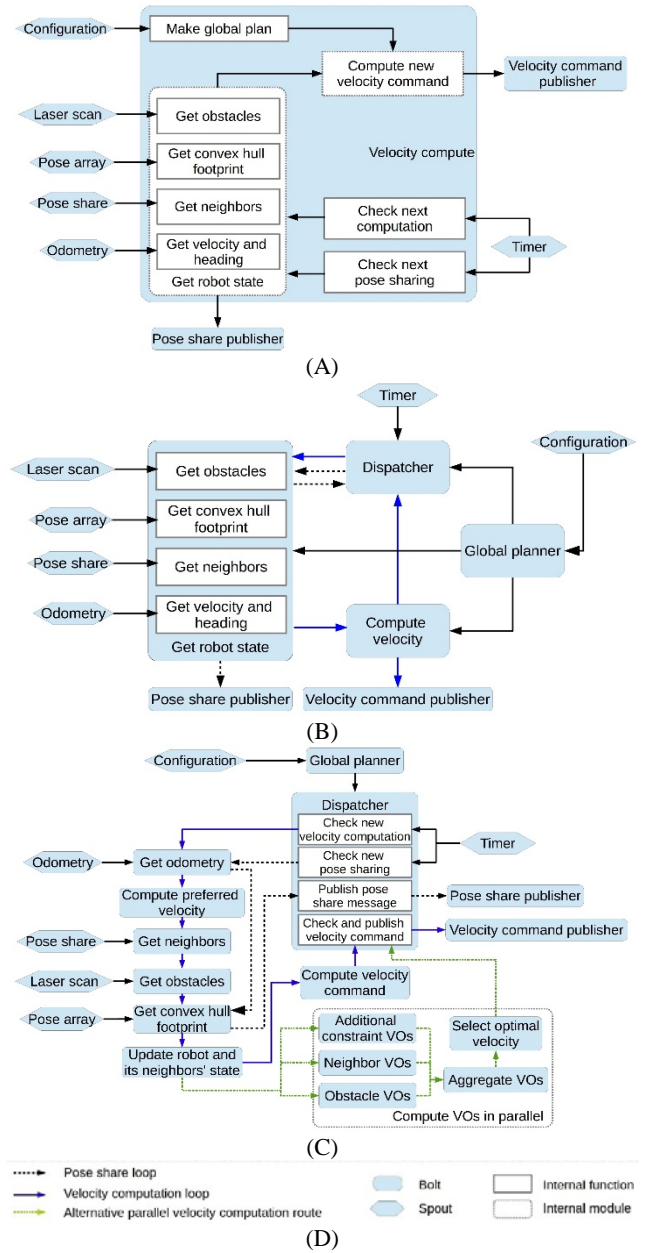 Configuration
Make global plan
Compute new
velocity command
Velocity command
publisher
Laser scan
Get obstacles
Velocity compute
Pose array
Get convex hull
footprint
Pose share
Get neighbors
Check next
computation
Timer
Odometry
Get velocity and
heading
Check next
pose sharing
Get robot state
Pose share publisher
(A)
Timer
Configuration
Laser scan
Get obstacles
Dispatcher
Pose array
Get convex hull
footprint
Pose share
Get neighbors
Global planner
Odometry
Get velocity and
heading
Compute
velocity
Get robot state
Pose share publisher
Velocity command publisher
(B)
Configuration
Global planner
Dispatcher
Check new
velocity computation
Timer
Odometry
Get odometry
Check new
pose sharing
Compute preferred
velocity
Publish pose
share message
Pose share publisher
Pose share
Get neighbors
Check and publish
velocity command
Velocity command publisher
Laser scan
Get obstacles
Compute velocity
command
Pose array
Get convex hull
footprint
Additional
constraint VOs
Select optimal
velocity
Update robot and
its neighbors' state
Neighbor VOs
Aggregate VOs
Obstacle VOs
Compute VOs in parallel
(C)
Pose share loop
Velocity computation loop
Alternative parallel velocity computation route
Bolt
Spout
Internal function
Internal module
(D)